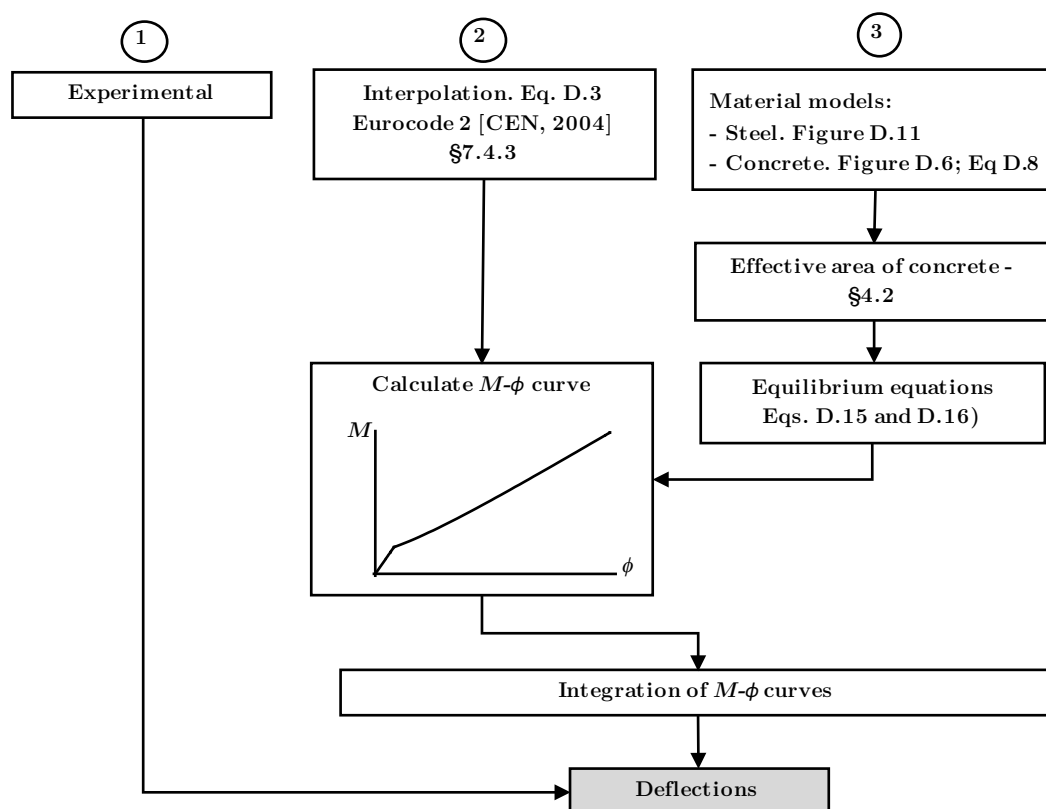 1
Experimental
2
Interpolation. Eq. D.3
Eurocode 2 [CEN, 2004]
§7.4.3
3
Material models:
- Steel. Figure D.11
- Concrete. Figure D.6; Eq D.8
Effective area of concrete -
§4.2
Equilibrium equations
Eqs. D.15 and D.16)
Calculate M-ϕ curve
M
ϕ
Integration of M-ϕ curves
Deflections